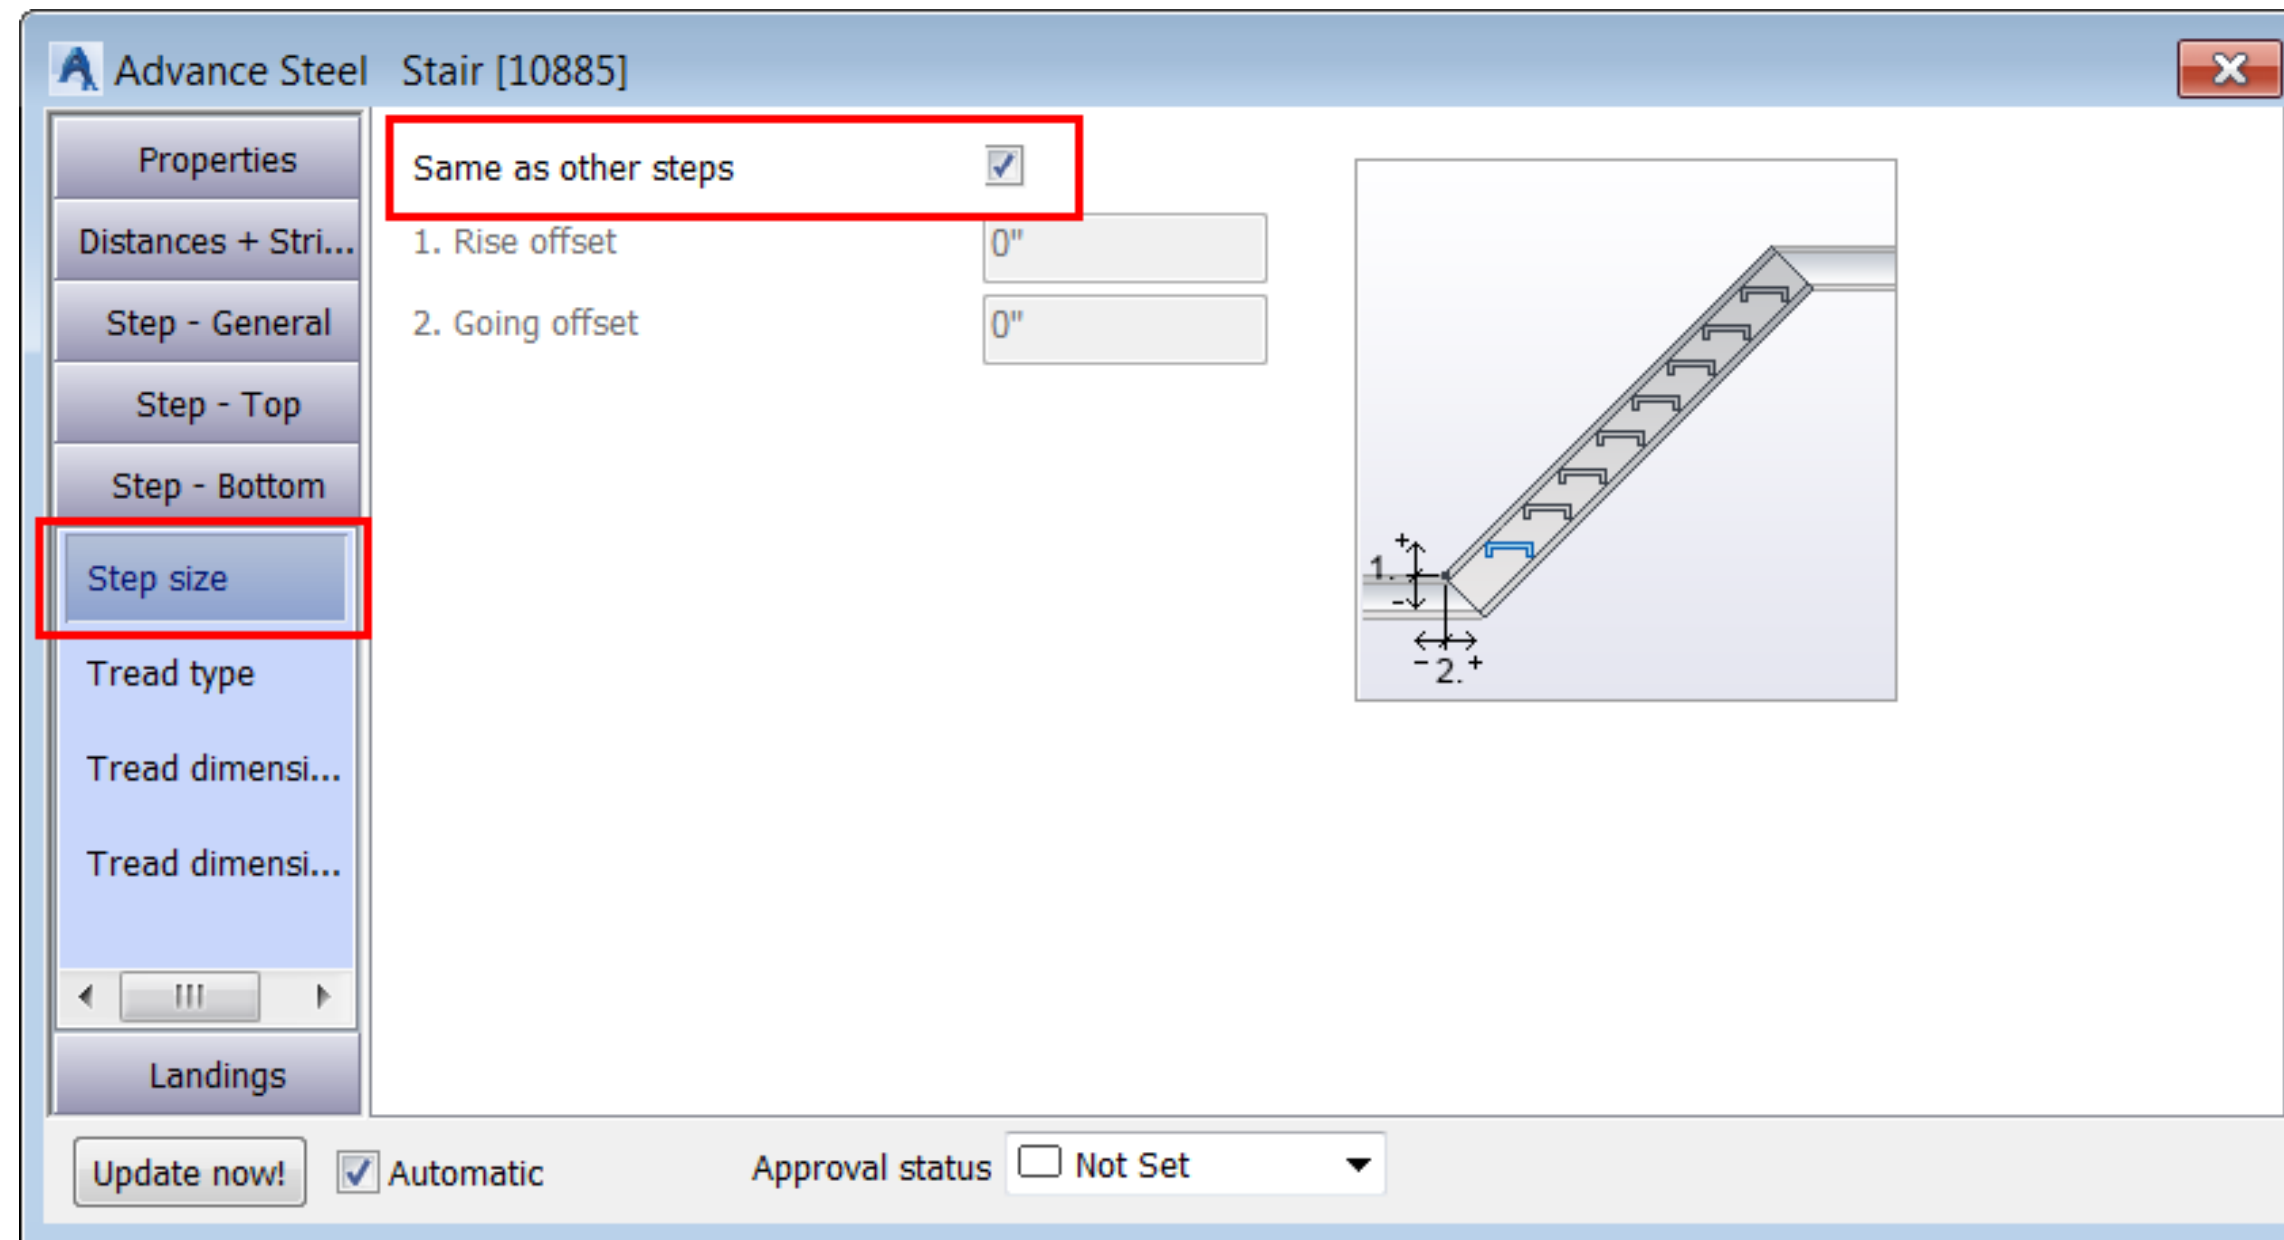 Advance Steel Stair [10885]
Properties
Distances + Stri...
Step - General
Step - Top
Step - Bottom
Step size
Tread type
Tread dimensi...
Tread dimensi...
Landings
Same as other steps
1. Rise offset 0"
2. Going offset 0"
+
1.
-
- 2. +
Update now! Automatic Approval status Not Set